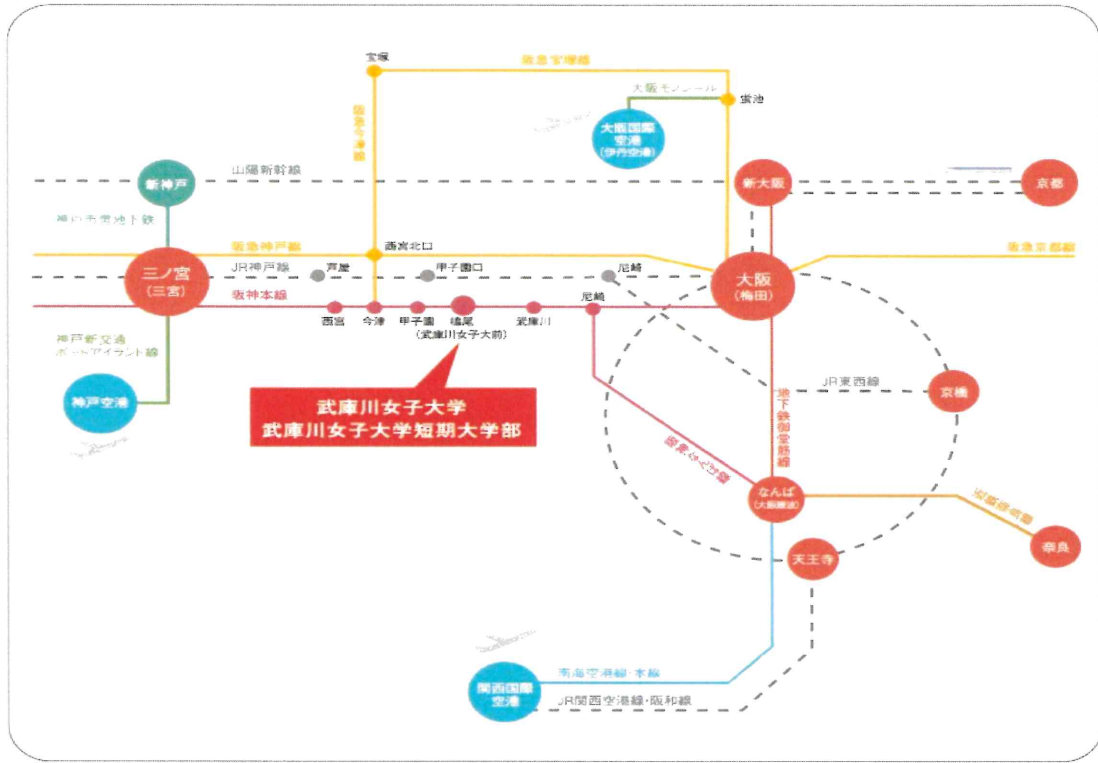 宝塚
阪急宝塚線
大阪モノレール
蛍池
阪急今津線
大阪国際
空港
(伊丹空港)
山陽新幹線
新神戸
新大阪
京都
神戸市営地下鉄
阪急神戸線
西宮北口
阪急京都線
三ノ宮
(三宮)
JR神戸線
芦屋
甲子園口
尼崎
大阪
(梅田)
阪神本線
西宮
今津
甲子園
鳴尾
(武庫川女子大前)
武庫川
尼崎
神戸新交通
ポートアイランド線
神戸空港
武庫川女子大学
武庫川女子大学短期大学部
JR東西線
京橋
地下鉄御堂筋線
阪神なんば線
なんば
(大阪難波)
天王寺
奈良
南海空港線・本線
関西国際
空港
JR関西空港線・阪和線